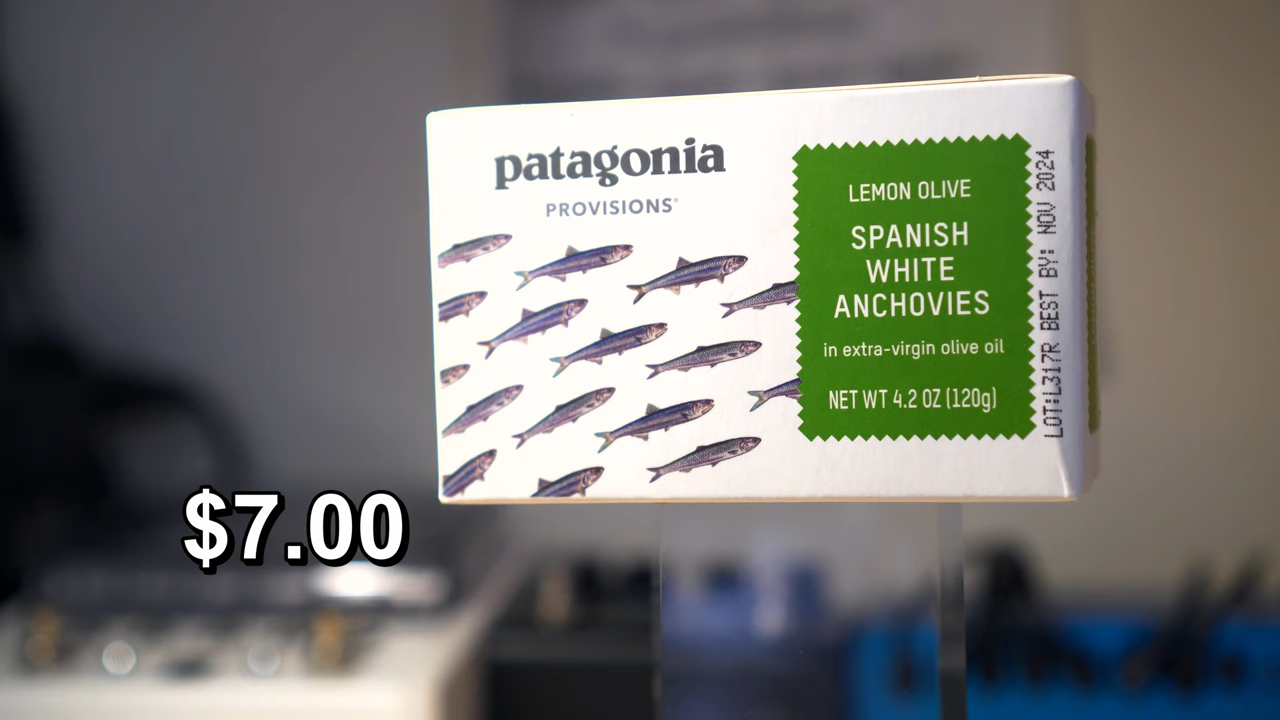 patagonia
PROVISIONS®
LEMON OLIVE
SPANISH
WHITE
ANCHOVIES
in extra-virgin olive oil
NET WT 4.2 OZ (120g)
LOT:L317R BEST BY: NOV 2024
$7.00